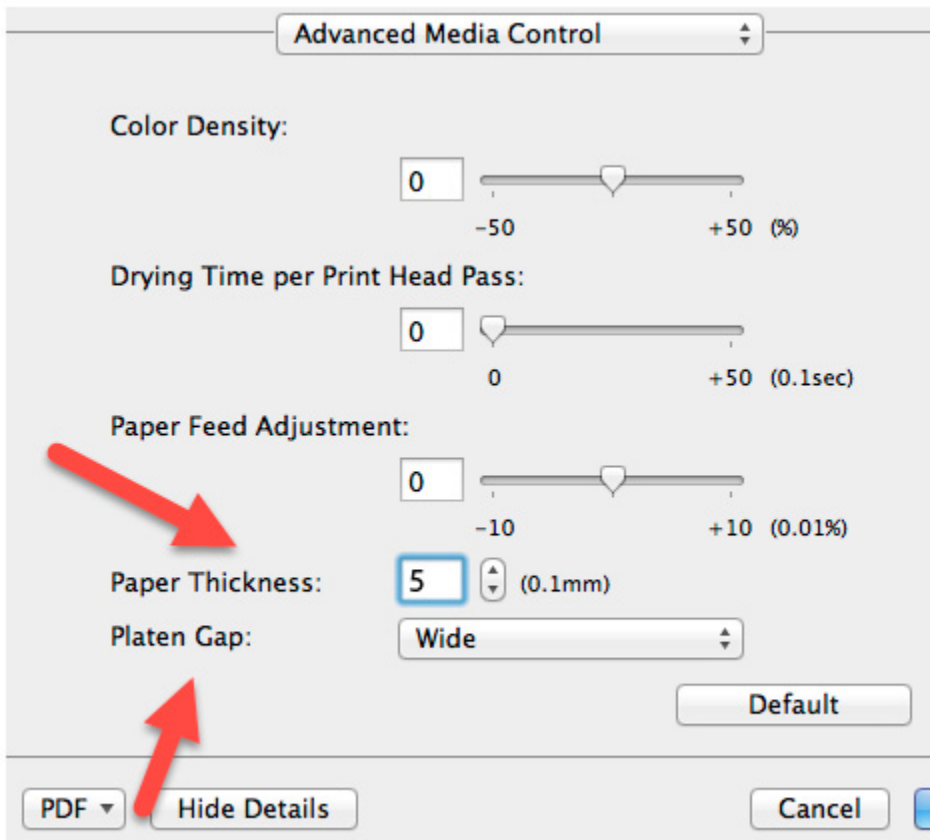 Advanced Media Control
Color Density:
0
-50 +50 (%)
Drying Time per Print Head Pass:
0
0 +50 (0.1sec)
Paper Feed Adjustment:
0
-10 +10 (0.01%)
Paper Thickness: 5 (0.1mm)
Platen Gap: Wide
Default
PDF Hide Details Cancel